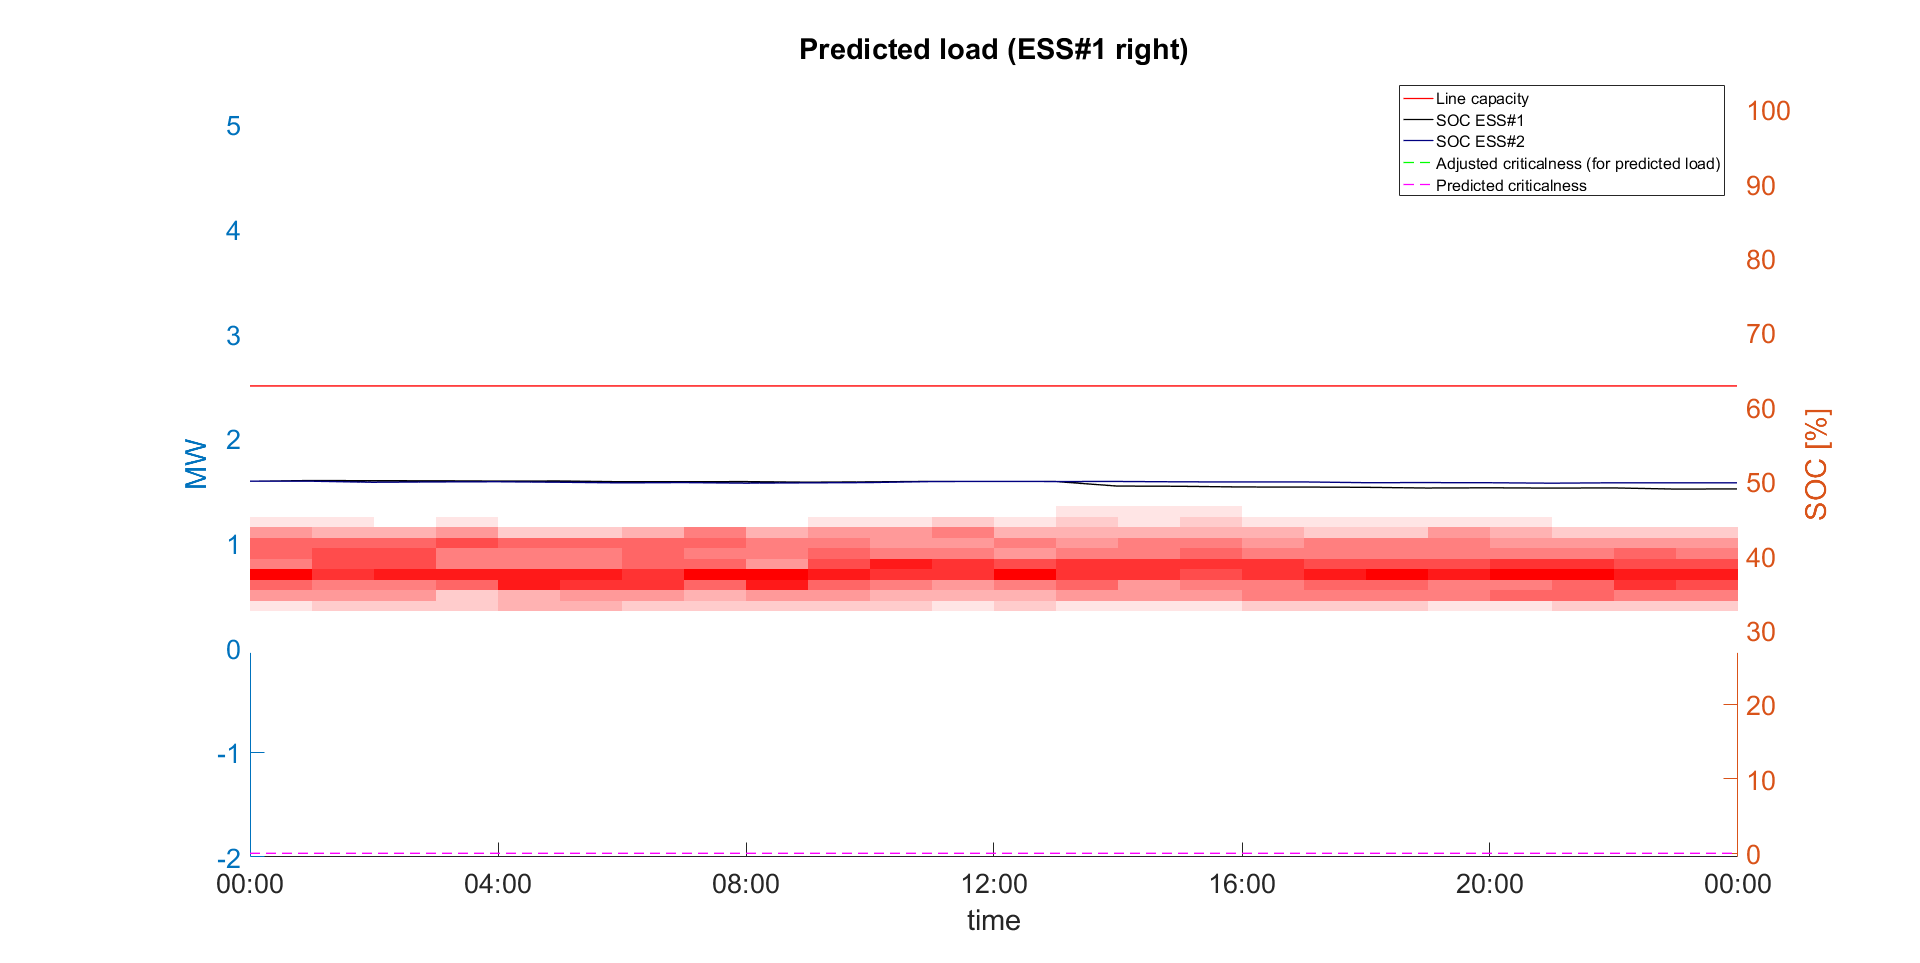 Predicted load (ESS#1 right)
Line capacity
SOC ESS#1
SOC ESS#2
Adjusted criticalness (for predicted load)
Predicted criticalness
5
4
3
2
1
0
-1
-2
MW
100
90
80
70
60
50
40
30
20
10
0
SOC [%]
00:00 04:00 08:00 12:00 16:00 20:00 00:00
time